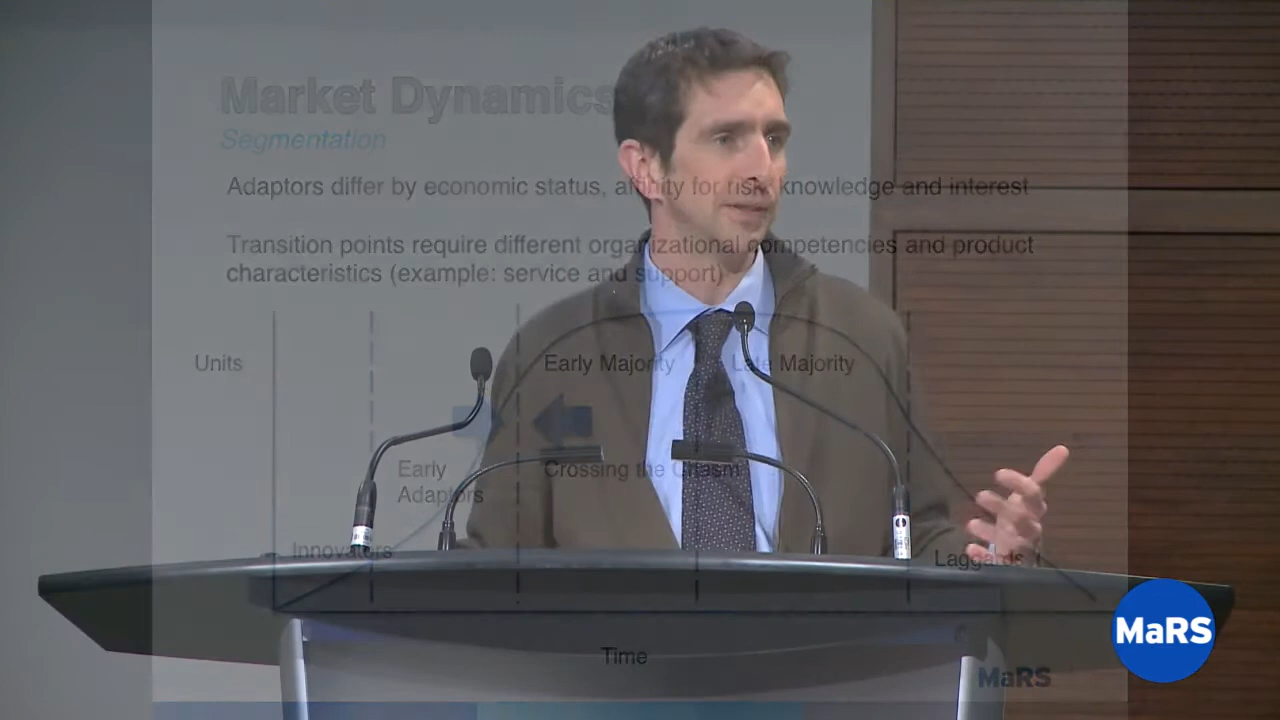 Market Dynamics
Segmentation
Adaptors differ by economic status, affinity for risk, knowledge and interest
Transition points require different organizational competencies and product
characteristics (example: service and support)
Units
Early Majority
Late Majority
Early
Adaptors
Crossing the Chasm
Innovators
Laggards
Time
MaRS
MaRS